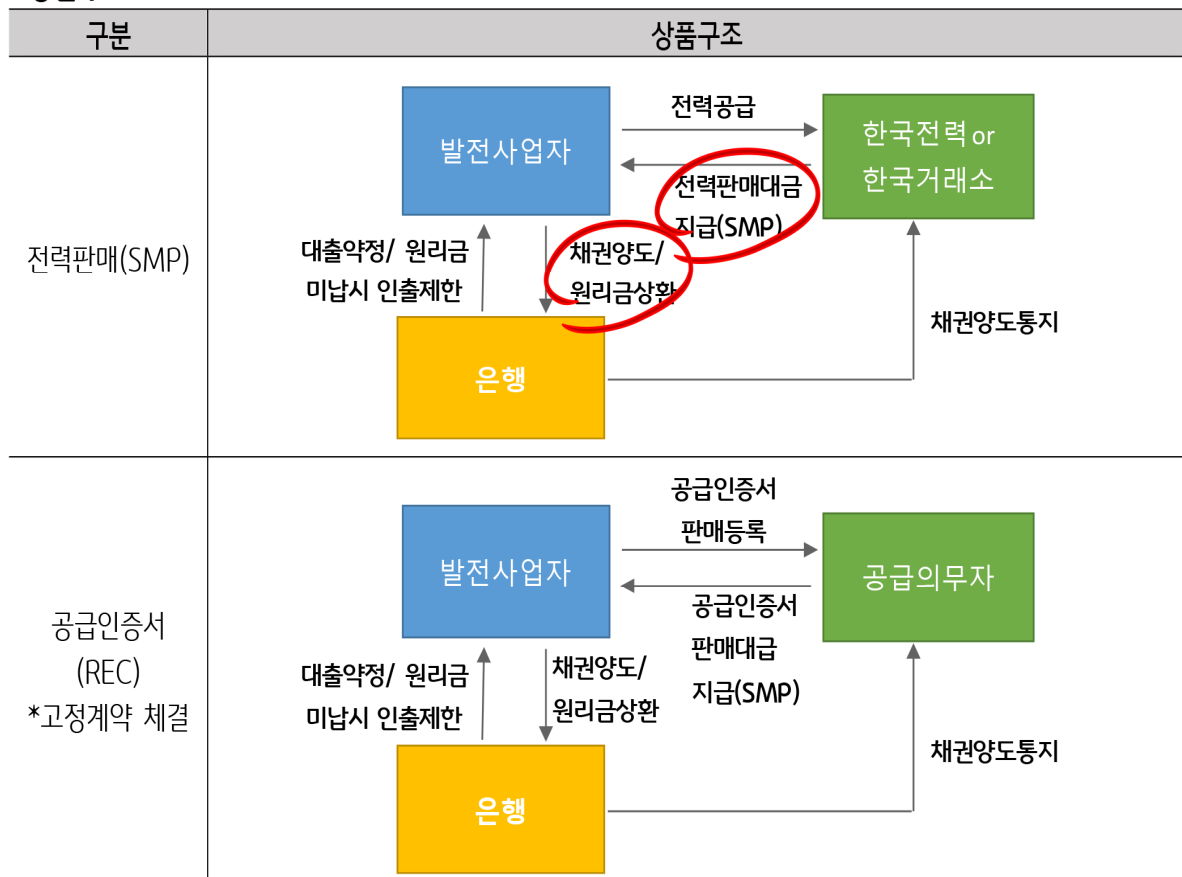 구분
상품구조
전력판매(SMP)
발전사업자
전력공급
한국전력 or
한국거래소
전력판매대금
지급(SMP)
대출약정/ 원리금
미납시 인출제한
채권양도/
원리금상환
채권양도통지
은행
공급인증서
(REC)
*고정계약 체결
공급인증서
판매등록
발전사업자
공급의무자
공급인증서
판매대급
지급(SMP)
대출약정/ 원리금
미납시 인출제한
채권양도/
원리금상환
채권양도통지
은행